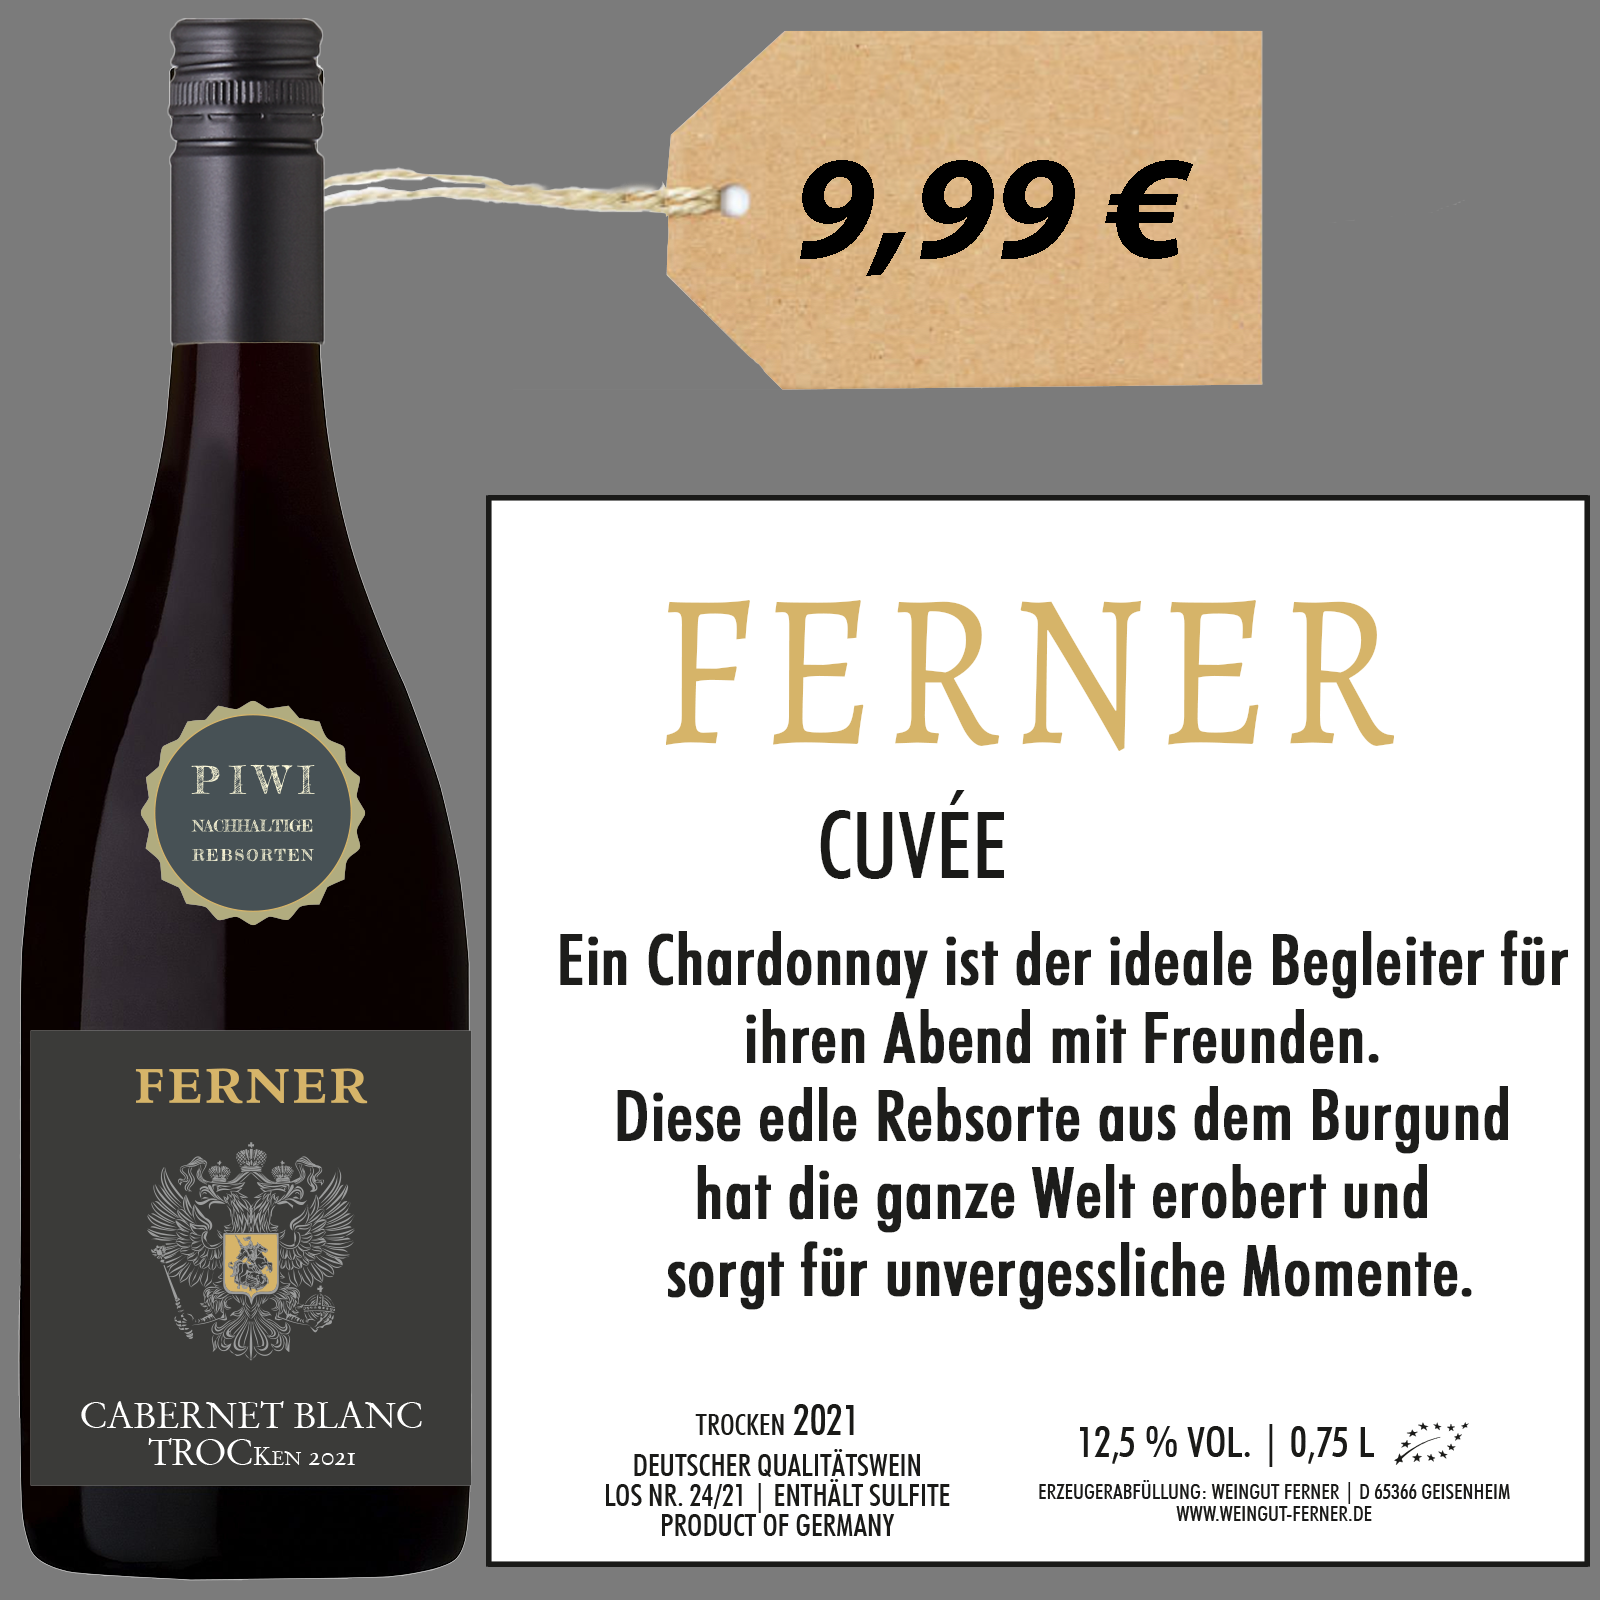 9,99 €
PIWI
NACHHALTIGE
REBSORTEN
FERNER
CABERNET BLANC
TROCKEN 2021
FERNER
CUVÉE
Ein Chardonnay ist der ideale Begleiter für
ihren Abend mit Freunden.
Diese edle Rebsorte aus dem Burgund
hat die ganze Welt erobert und
sorgt für unvergessliche Momente.
TROCKEN 2021
DEUTSCHER QUALITÄTSWEIN
LOS NR. 24/21 | ENTHÄLT SULFITE
PRODUCT OF GERMANY
12,5 % VOL. | 0,75 L
ERZEUGERABFÜLLUNG: WEINGUT FERNER | D 65366 GEISENHEIM
WWW.WEINGUT-FERNER.DE